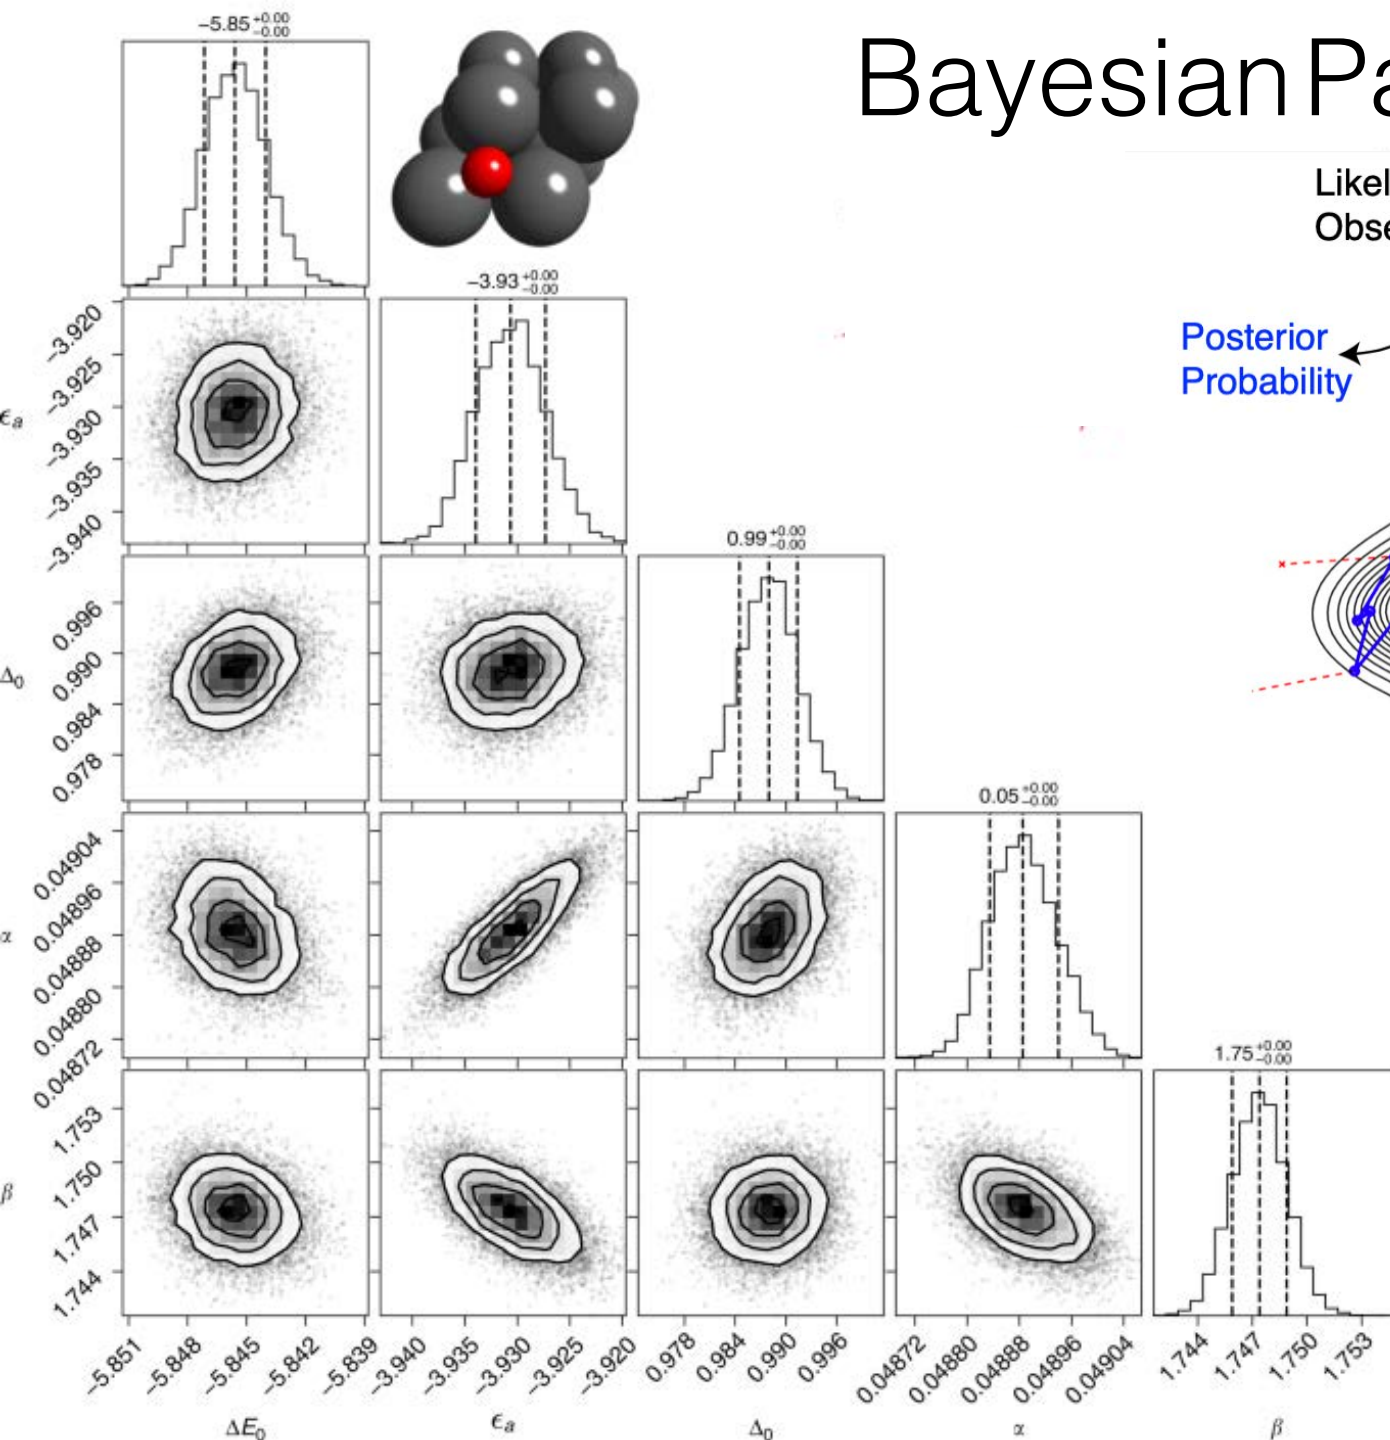 Bayesian Pa
Likel
Obse
Posterior
Probability
−5.85 +0.00 −0.00
−3.93 +0.00 −0.00
0.99 +0.00 −0.00
0.05 +0.00 −0.00
1.75 +0.00 −0.00
ϵa
−3.920
−3.925
−3.930
−3.935
−3.940
Δ0
0.996
0.990
0.984
0.978
α
0.04904
0.04896
0.04888
0.04880
0.04872
β
1.753
1.750
1.747
1.744
−5.851 −5.848 −5.845 −5.842 −5.839 −3.940 −3.935 −3.930 −3.925 −3.920 0.978 0.984 0.990 0.996 0.04872 0.04880 0.04888 0.04896 0.04904 1.744 1.747 1.750 1.753
ΔE0 ϵa Δ0 α β